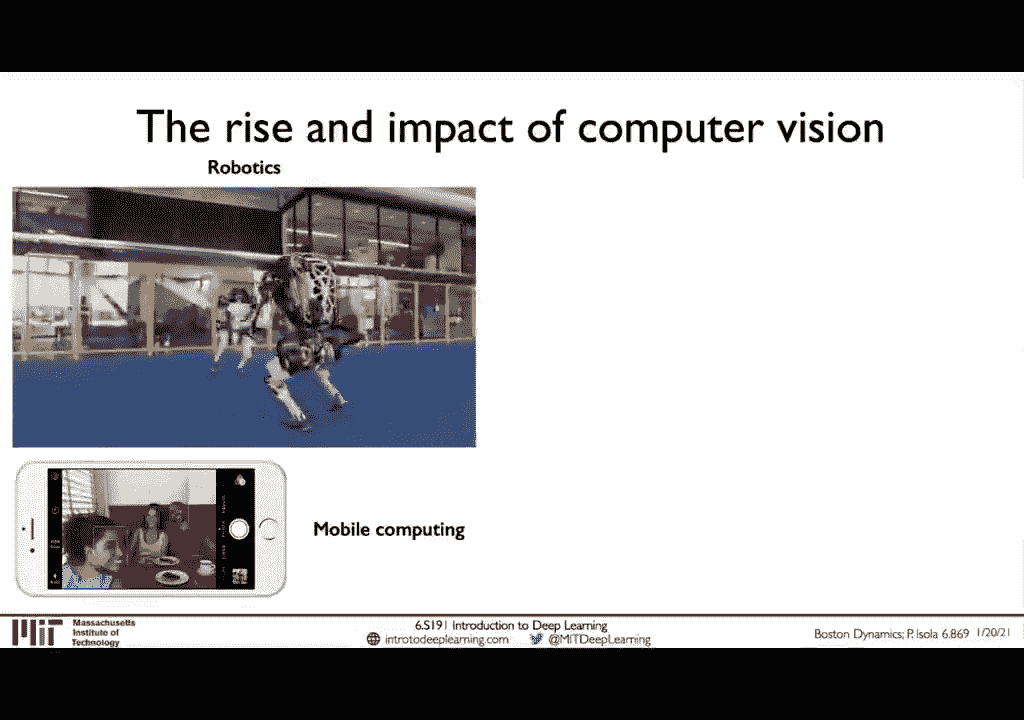 The rise and impact of computer vision
Robotics
Mobile computing
MIT
Massachusetts
Institute of
Technology
6.S191 Introduction to Deep Learning
introtodeeplearning.com @MITDeepLearning
Boston Dynamics; P. Isola 6.869 1/20/21